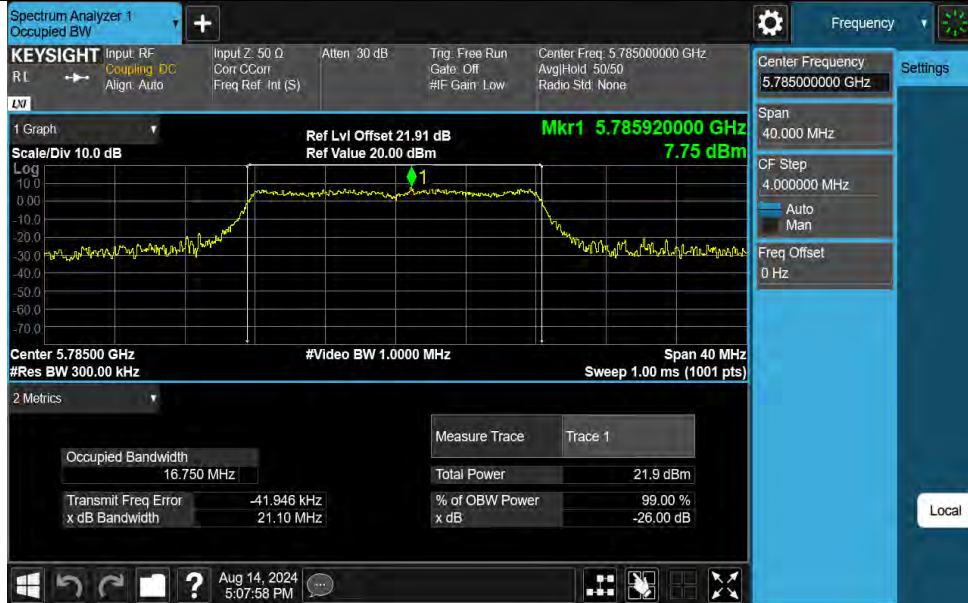 Spectrum Analyzer 1
Occupied BW
Frequency
KEYSIGHT
Input: RF
Coupling: DC
Align: Auto
Input Z: 50 Ω
Corr CCorr
Freq Ref: Int (S)
Atten: 30 dB
Trig: Free Run
Gate: Off
#IF Gain: Low
Center Freq: 5.785000000 GHz
Avg|Hold: 50/50
Radio Std: None
LXI
Center Frequency
5.785000000 GHz
Settings
Span
40.000 MHz
CF Step
4.000000 MHz
Auto
Man
Freq Offset
0 Hz
Local
1 Graph
Scale/Div 10.0 dB
Ref Lvl Offset 21.91 dB
Ref Value 20.00 dBm
Mkr1 5.785920000 GHz
7.75 dBm
Log
10.0
0.00
-10.0
-20.0
-30.0
-40.0
-50.0
-60.0
-70.0
1
Center 5.78500 GHz
#Video BW 1.0000 MHz
Span 40 MHz
#Res BW 300.00 kHz
Sweep 1.00 ms (1001 pts)
2 Metrics
Measure Trace
Trace 1
Occupied Bandwidth
16.750 MHz
Total Power
21.9 dBm
Transmit Freq Error
-41.946 kHz
% of OBW Power
99.00 %
x dB Bandwidth
21.10 MHz
x dB
-26.00 dB
?
Aug 14, 2024
5:07:58 PM